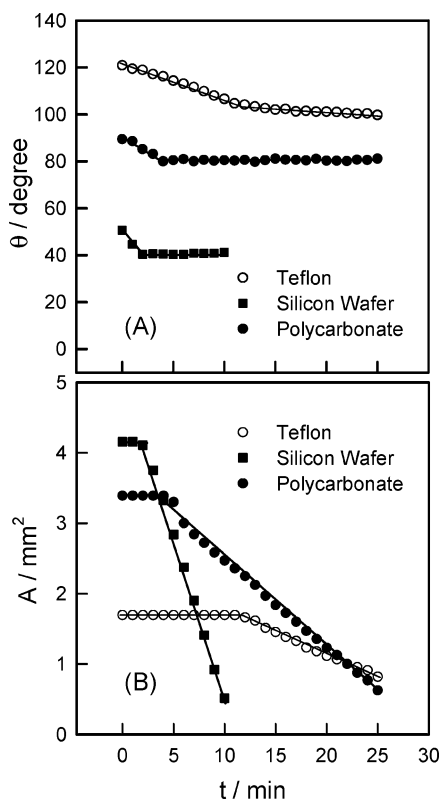 140
120
100
80
60
40
20
0
θ / degree
Teflon
Silicon Wafer
Polycarbonate
(A)
5
4
3
2
1
0
A / mm²
Teflon
Silicon Wafer
Polycarbonate
(B)
0 5 10 15 20 25 30
t / min